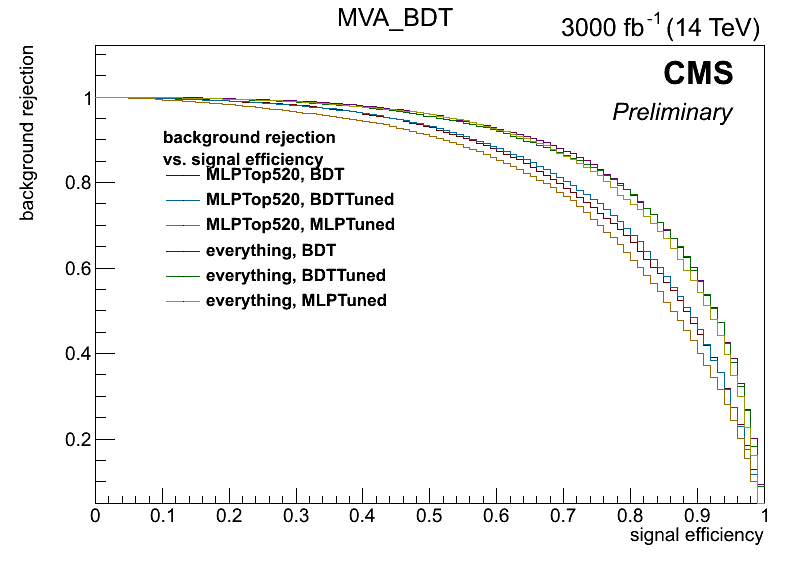 MVA_BDT
3000 fb-1 (14 TeV)
CMS
Preliminary
background rejection
background rejection
vs. signal efficiency
MLPTop520, BDT
MLPTop520, BDTTuned
MLPTop520, MLPTuned
everything, BDT
everything, BDTTuned
everything, MLPTuned
1
0.8
0.6
0.4
0.2
0 0.1 0.2 0.3 0.4 0.5 0.6 0.7 0.8 0.9 1
signal efficiency